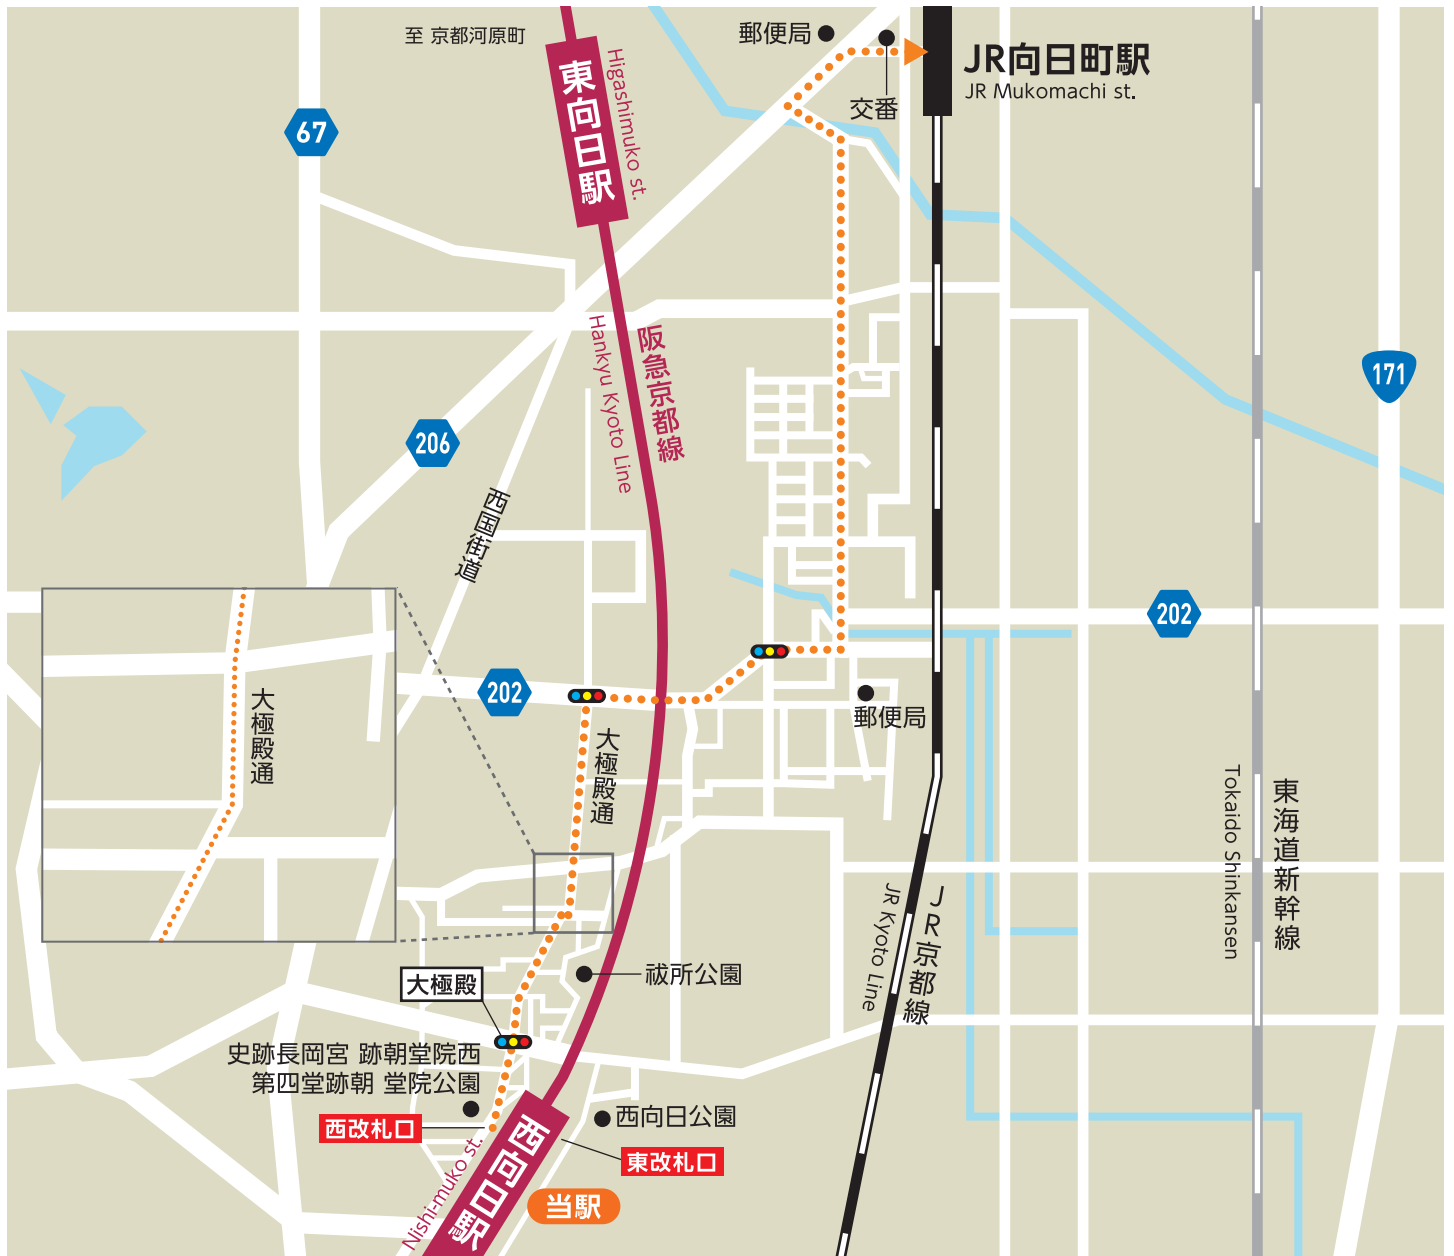 至 京都河原町
郵便局
交番
JR向日町駅
JR Mukomachi st.
東向日駅
Higashimuko st.
67
阪急京都線
Hankyu Kyoto Line
171
206
西国街道
202
202
大極殿通
大極殿通
郵便局
東海道新幹線
Tokaido Shinkansen
JR京都線
JR Kyoto Line
祓所公園
大極殿
史跡長岡宮 跡朝堂院西
第四堂跡朝 堂院公園
西改札口
西向日公園
東改札口
西向日駅
Nishi-muko st.
当駅